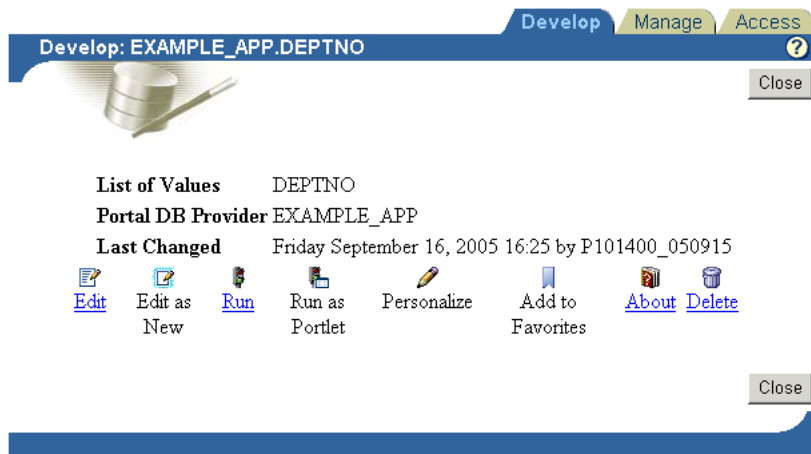 Develop Manage Access
Develop: EXAMPLE_APP.DEPTNO ?
Close
List of Values DEPTNO
Portal DB Provider EXAMPLE_APP
Last Changed Friday September 16, 2005 16:25 by P101400_050915
Edit Edit as Run Run as Personalize Add to About Delete
New Portlet Favorites
Close